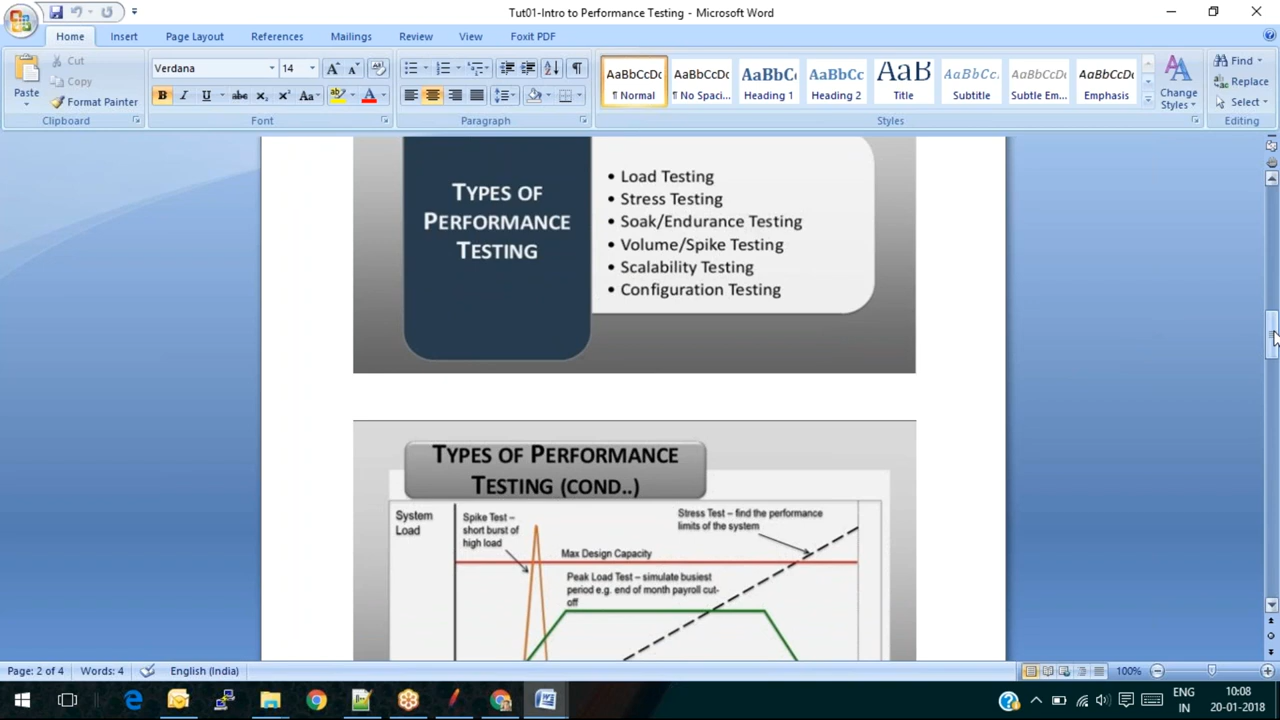 Tut01-Intro to Performance Testing - Microsoft Word
Home Insert Page Layout References Mailings Review View Foxit PDF
Paste
Cut
Copy
Format Painter
Clipboard
Verdana 14
Font
Paragraph
AaBbCcDc AaBbCcDc AaBbCc AaBbCc AaB AaBbCc. AaBbCcDc AaBbCcDc
¶ Normal ¶ No Spaci... Heading 1 Heading 2 Title Subtitle Subtle Em... Emphasis
Change
Styles
Styles
Find
Replace
Select
Editing
TYPES OF
PERFORMANCE
TESTING
• Load Testing
• Stress Testing
• Soak/Endurance Testing
• Volume/Spike Testing
• Scalability Testing
• Configuration Testing
TYPES OF PERFORMANCE
TESTING (COND..)
System
Load
Spike Test –
short burst of
high load
Stress Test – find the performance
limits of the system
Max Design Capacity
Peak Load Test – simulate busiest
period e.g. end of month payroll cut-
off
Page: 2 of 4 Words: 4 English (India) 100%
ENG
IN
10:08
20-01-2018